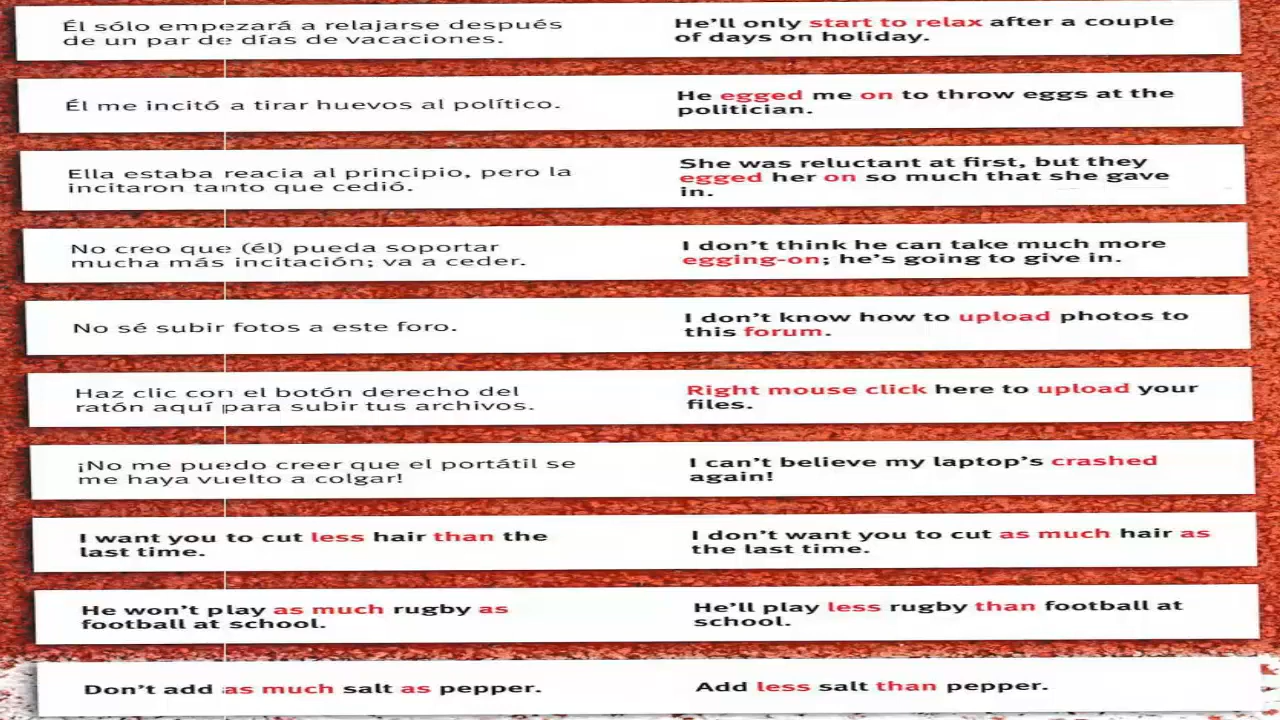 Él sólo empezará a relajarse después
de un par de días de vacaciones.
He'll only start to relax after a couple
of days on holiday.
Él me incitó a tirar huevos al político.
He egged me on to throw eggs at the
politician.
Ella estaba reacia al principio, pero la
incitaron tanto que cedió.
She was reluctant at first, but they
egged her on so much that she gave
in.
No creo que (él) pueda soportar
mucha más incitación; va a ceder.
I don't think he can take much more
egging-on; he's going to give in.
No sé subir fotos a este foro.
I don't know how to upload photos to
this forum.
Haz clic con el botón derecho del
ratón aquí para subir tus archivos.
Right mouse click here to upload your
files.
¡No me puedo creer que el portátil se
me haya vuelto a colgar!
I can't believe my laptop's crashed
again!
I want you to cut less hair than the
last time.
I don't want you to cut as much hair as
the last time.
He won't play as much rugby as
football at school.
He'll play less rugby than football at
school.
Don't add as much salt as pepper.
Add less salt than pepper.